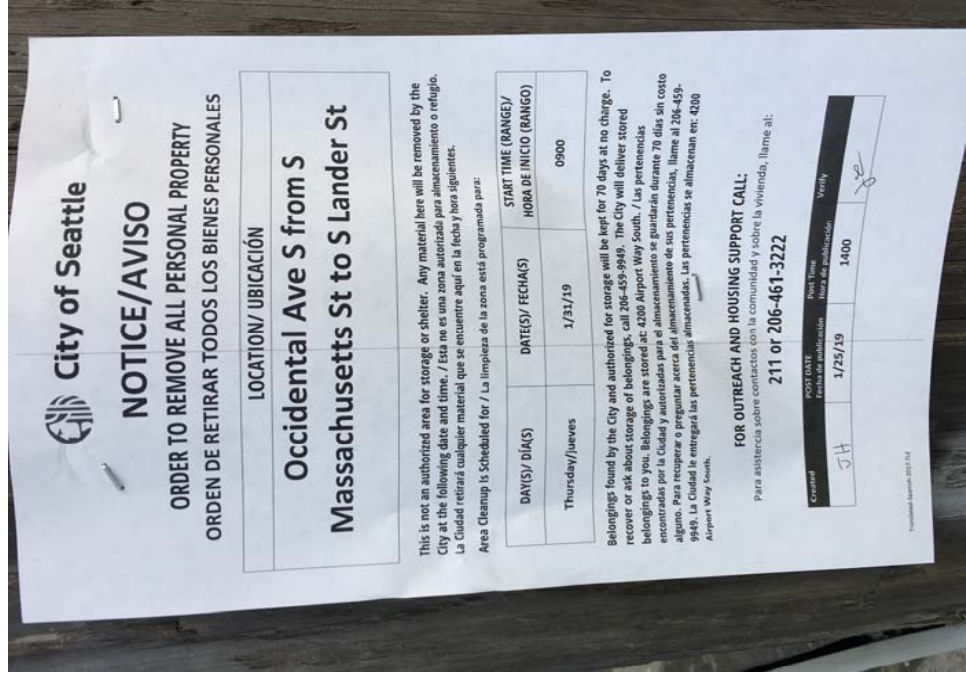 City of Seattle
NOTICE/AVISO
ORDER TO REMOVE ALL PERSONAL PROPERTY
ORDEN DE RETIRAR TODOS LOS BIENES PERSONALES
LOCATION/ UBICACIÓN
Occidental Ave S from S
Massachusetts St to S Lander St
This is not an authorized area for storage or shelter. Any material here will be removed by the
City at the following date and time. / Esta no es una zona autorizada para almacenamiento o refugio.
La Ciudad retirará cualquier material que se encuentre aquí en la fecha y hora siguientes.
Area Cleanup Is Scheduled for / La limpieza de la zona está programada para:
DAY(S)/ DÍA(S) DATE(S)/ FECHA(S) START TIME (RANGE)/
HORA DE INICIO (RANGO)
Thursday/jueves 1/31/19 0900
Belongings found by the City and authorized for storage will be kept for 70 days at no charge. To
recover or ask about storage of belongings, call 206-459-9949. The City will deliver stored
belongings to you. Belongings are stored at: 4200 Airport Way South. / Las pertenencias
encontradas por la Ciudad y autorizadas para el almacenamiento se guardarán durante 70 días sin costo
alguno. Para recuperar o preguntar acerca del almacenamiento de sus pertenencias, llame al 206-459-
9949. La Ciudad le entregará las pertenencias almacenadas. Las pertenencias se almacenan en: 4200
Airport Way South.
FOR OUTREACH AND HOUSING SUPPORT CALL:
Para asistencia sobre contactos con la comunidad y sobre la vivienda, llame al:
211 or 206-461-3222
Created POST DATE Post Time Verify
Fecha de publicación Hora de publicación
JH 1/25/19 1400
Translated-Spanish-2017-TLE